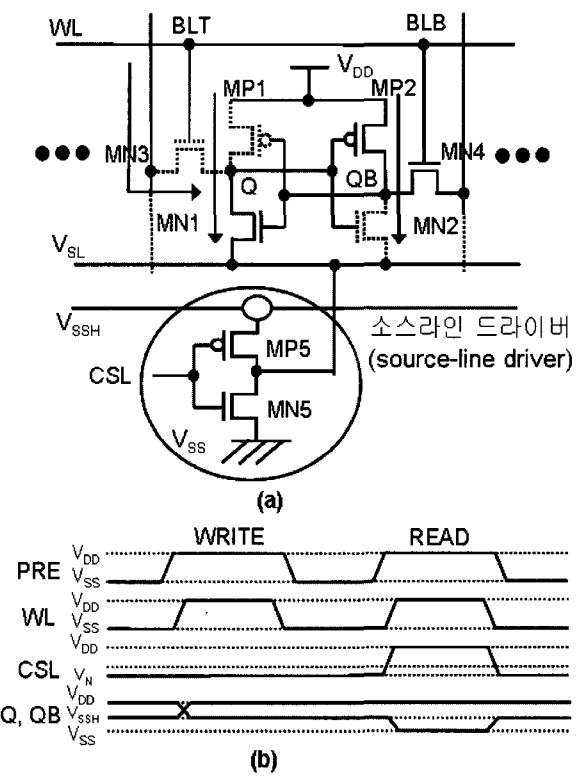 WL BLT BLB
MP1 VDD MP2
MN3 MN4
Q QB
MN1 MN2
VSL
VSSH 소스라인 드라이버
MP5 (source-line driver)
CSL
MN5
VSS
(a)
WRITE READ
PRE VDD
VSS
WL VDD
VSS
VDD
CSL VN
VDD
Q, QB VSSH
VSS
(b)